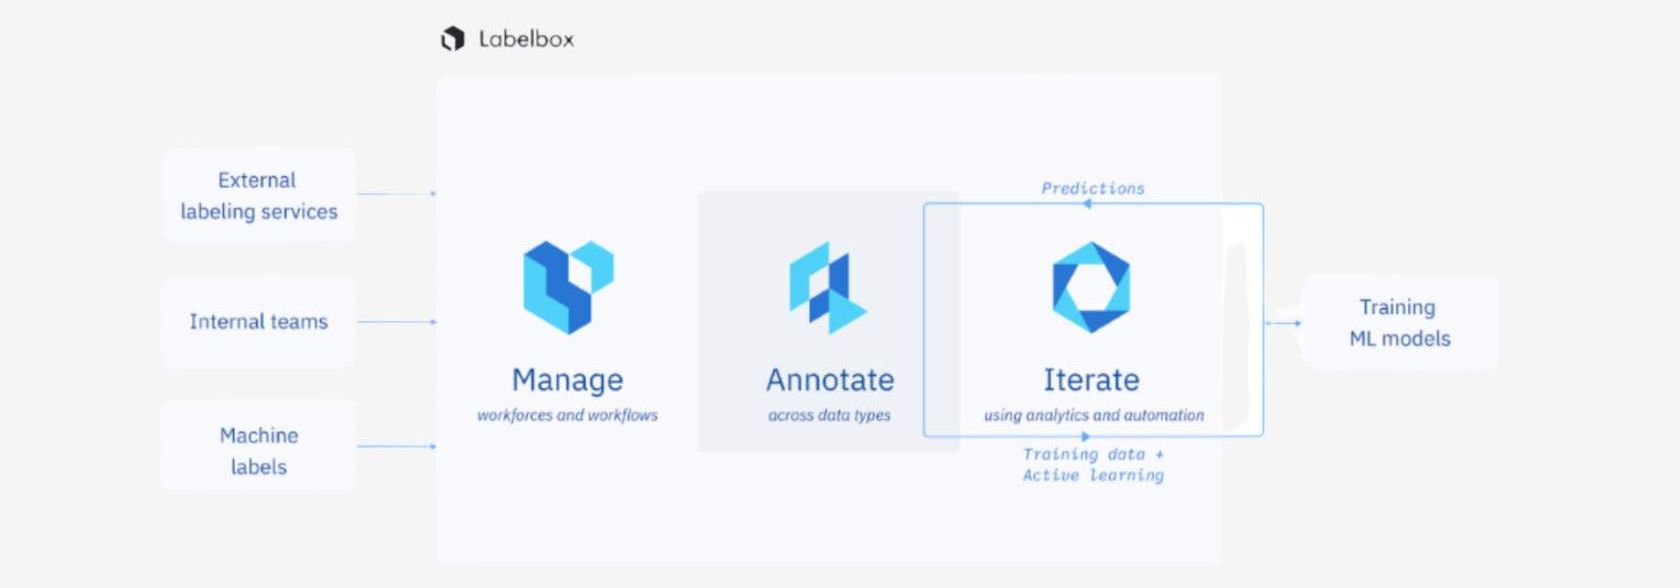 Labelbox
External
labeling services
Internal teams
Machine
labels
Manage
workforces and workflows
Annotate
across data types
Predictions
Iterate
using analytics and automation
Training data +
Active learning
Training
ML models